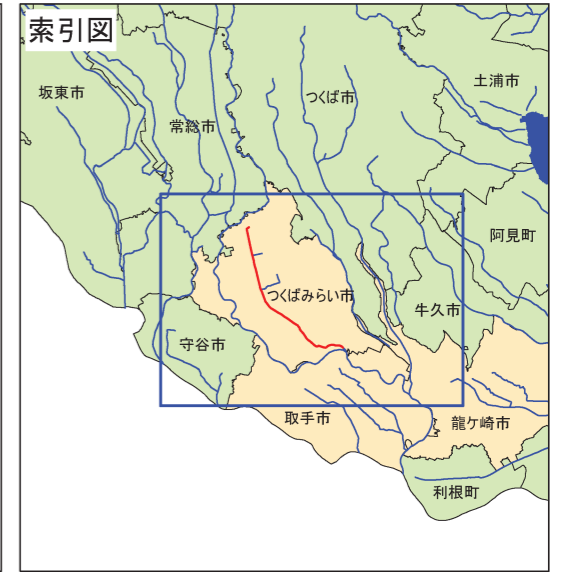 索引図
坂東市
常総市
つくば市
土浦市
阿見町
つくばみらい市
牛久市
守谷市
取手市
龍ケ崎市
利根町